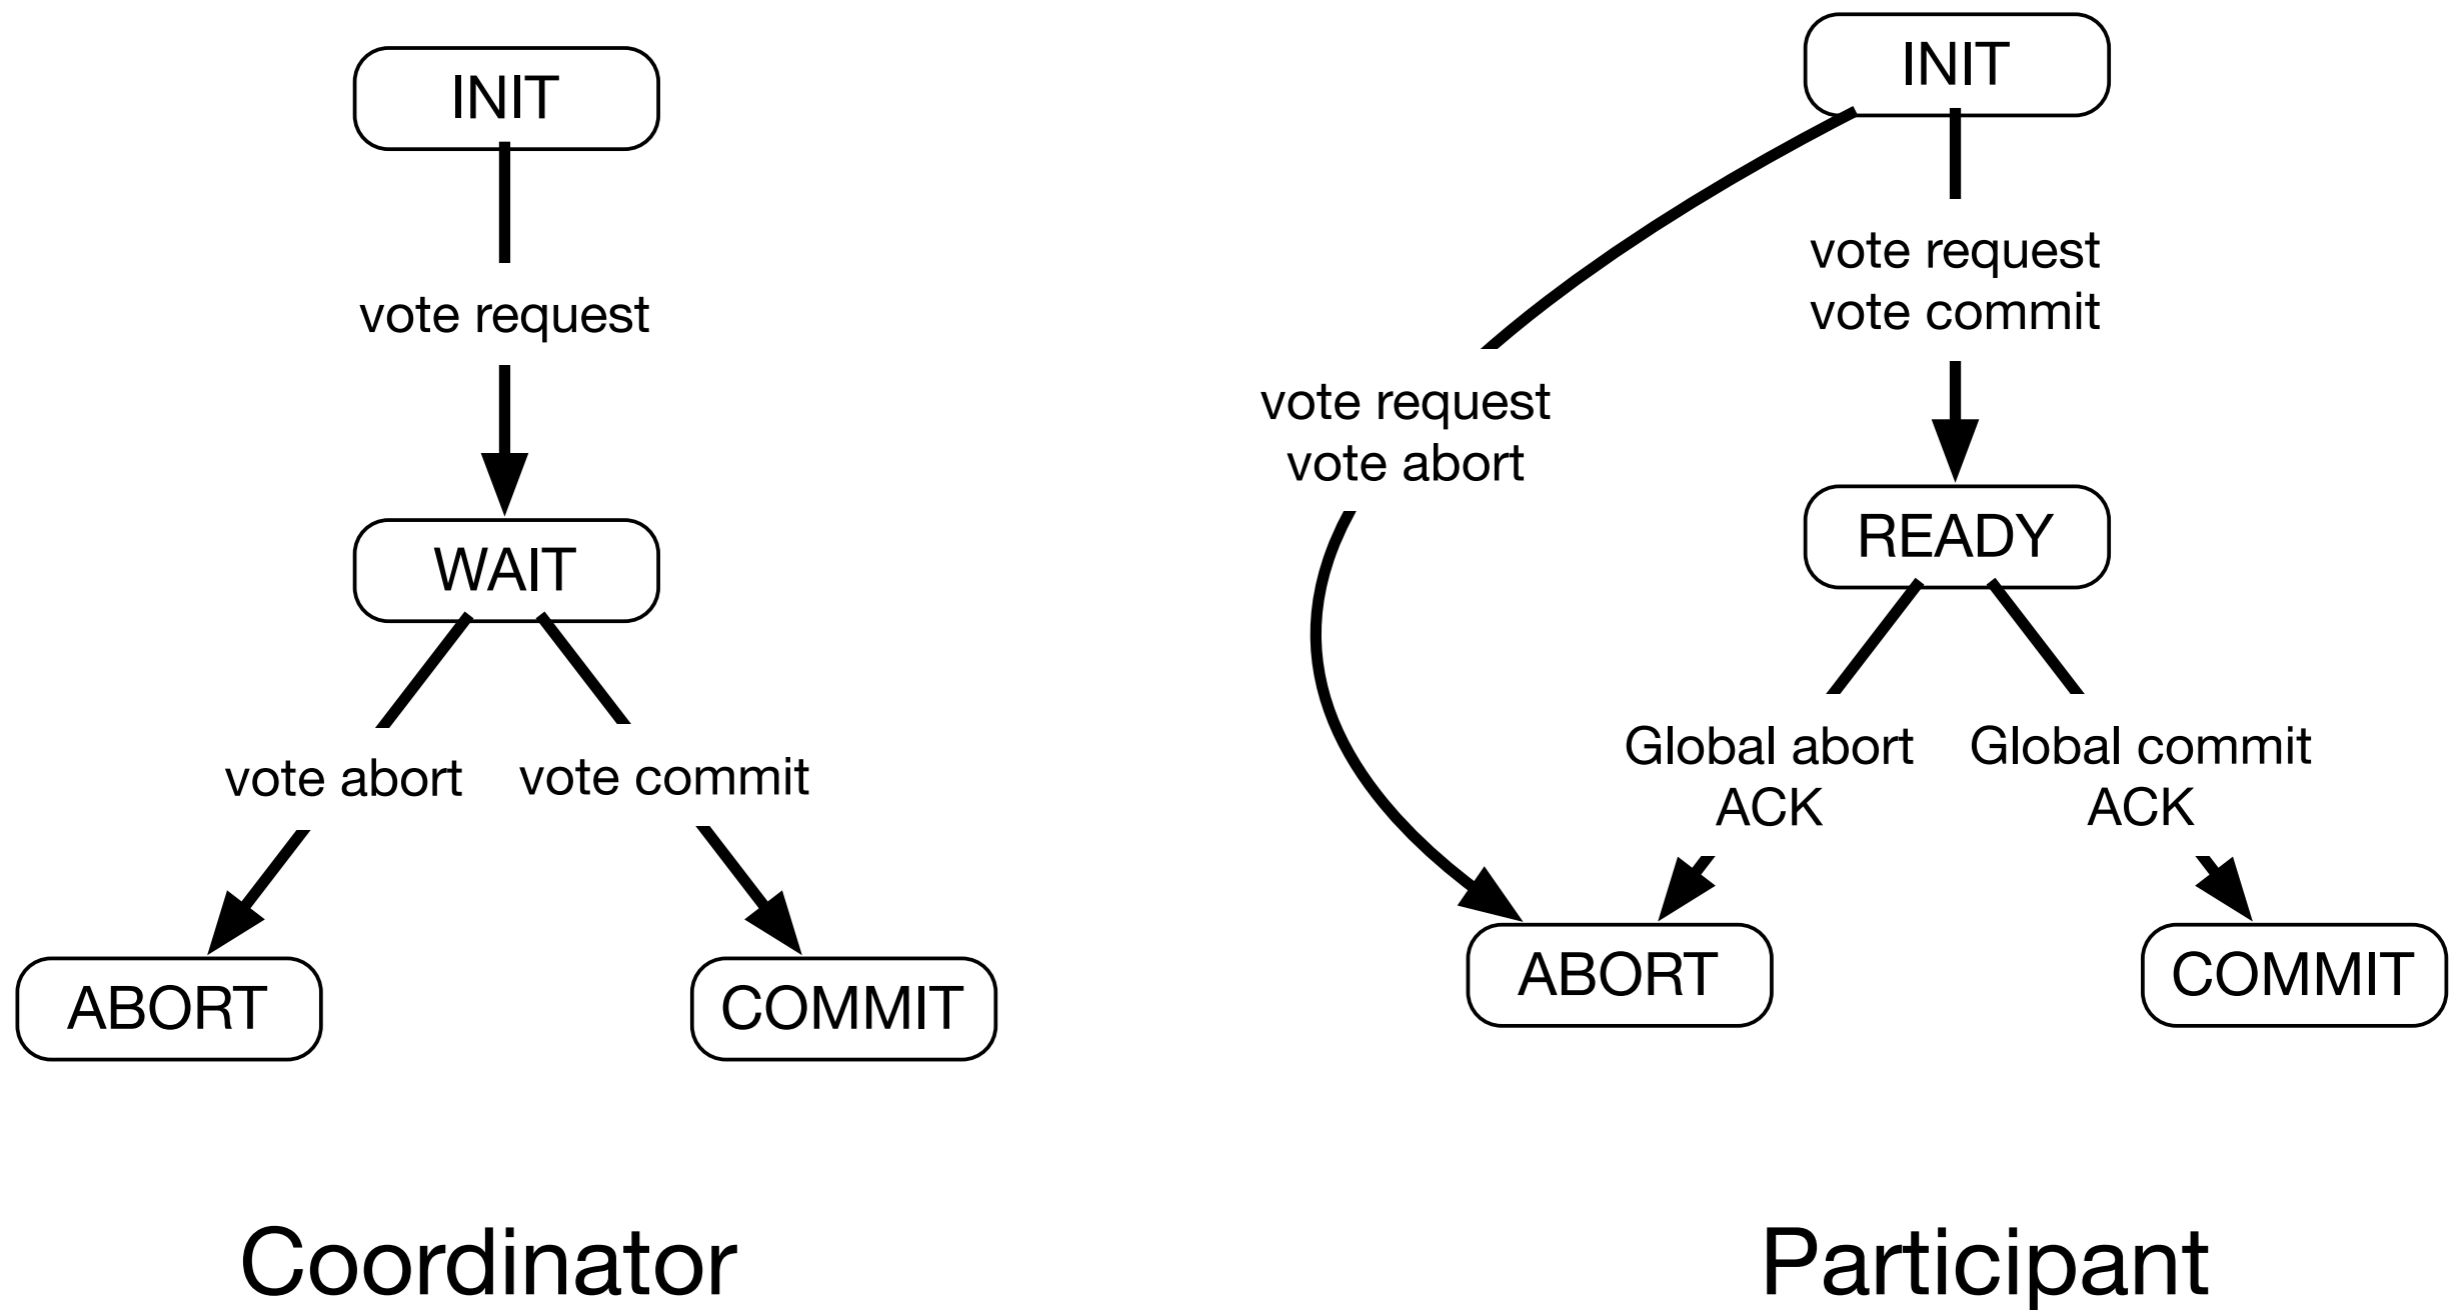 INIT
vote request
WAIT
vote abort
vote commit
ABORT
COMMIT
Coordinator
INIT
vote request
vote commit
vote request
vote abort
READY
Global abort
ACK
Global commit
ACK
ABORT
COMMIT
Participant